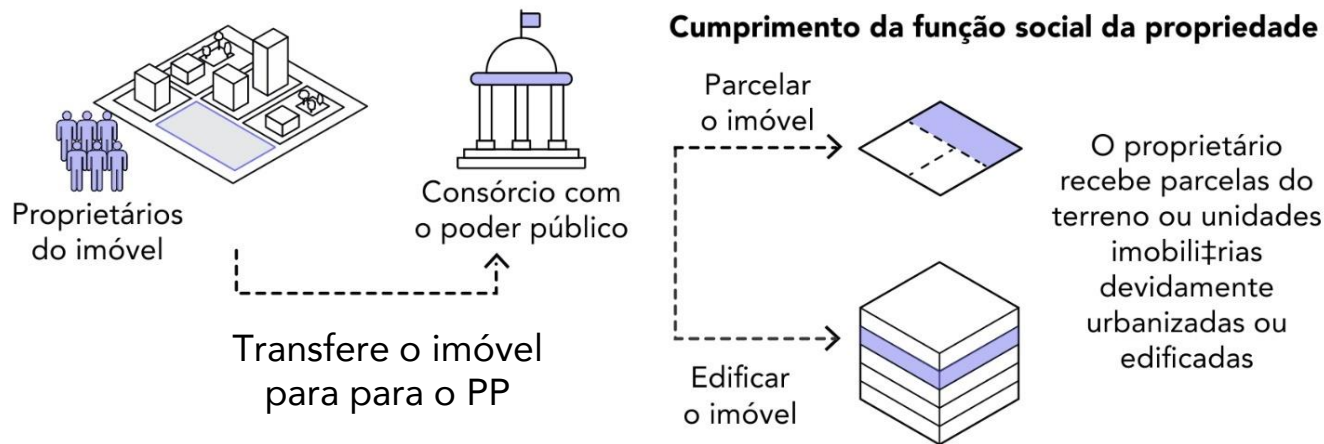 Proprietários
do imóvel
Consórcio com
o poder público
Transfere o imóvel
para para o PP
Cumprimento da função social da propriedade
Parcelar
o imóvel
Edificar
o imóvel
O proprietário
recebe parcelas do
terreno ou unidades
imobili‡rias
devidamente
urbanizadas ou
edificadas